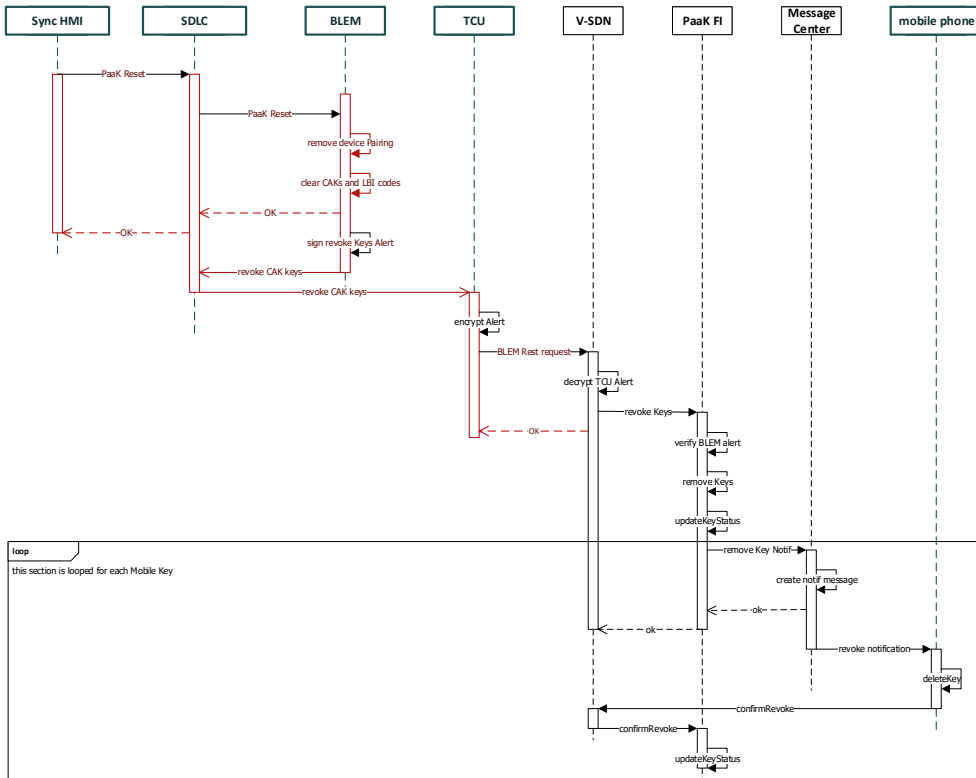 Sync HMI
SDLC
BLEM
TCU
V-SDN
PaaK FI
Message
Center
mobile phone
PaaK Reset
PaaK Reset
remove device Pairing
clear CAKs and LBI codes
OK
OK
sign revoke Keys Alert
revoke CAK keys
revoke CAK keys
encrypt Alert
BLEM Rest request
decrypt TCU Alert
revoke Keys
OK
verify BLEM alert
remove Keys
updateKeyStatus
loop
remove Key Notif
this section is looped for each Mobile Key
create notif message
ok
ok
revoke notification
deleteKey
confirmRevoke
confirmRevoke
updateKeyStatus